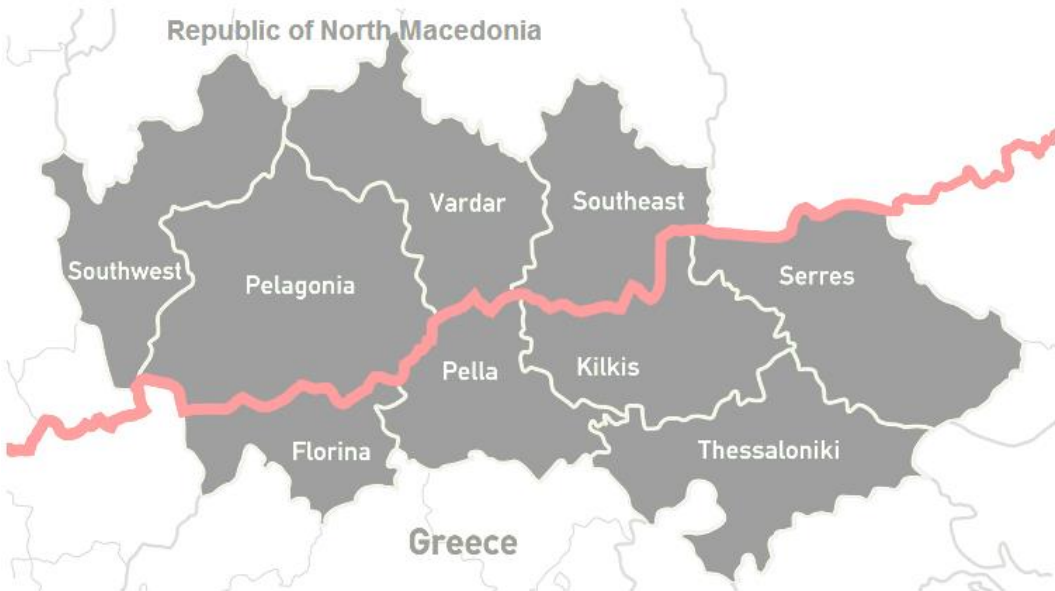 Republic of North Macedonia
Vardar
Southeast
Southwest
Pelagonia
Serres
Pella
Kilkis
Florina
Thessaloniki
Greece